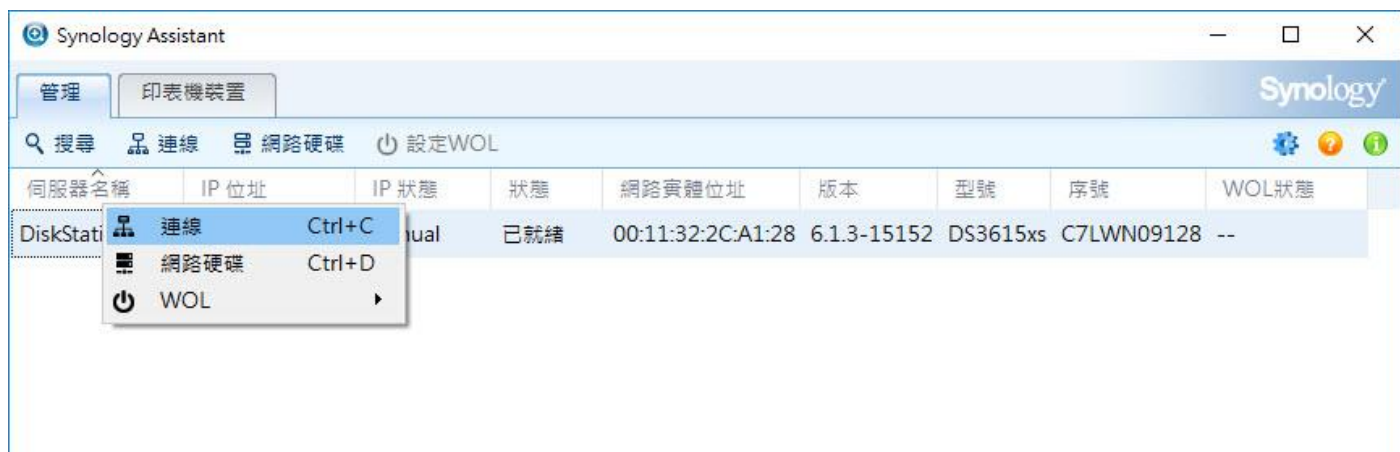 Synology Assistant
管理 印表機裝置 Synology
搜尋 連線 網路硬碟 設定WOL
伺服器名稱 IP 位址 IP 狀態 狀態 網路實體位址 版本 型號 序號 WOL狀態
DiskStati 已就緒 00:11:32:2C:A1:28 6.1.3-15152 DS3615xs C7LWN09128 --
連線 Ctrl+C
網路硬碟 Ctrl+D
WOL